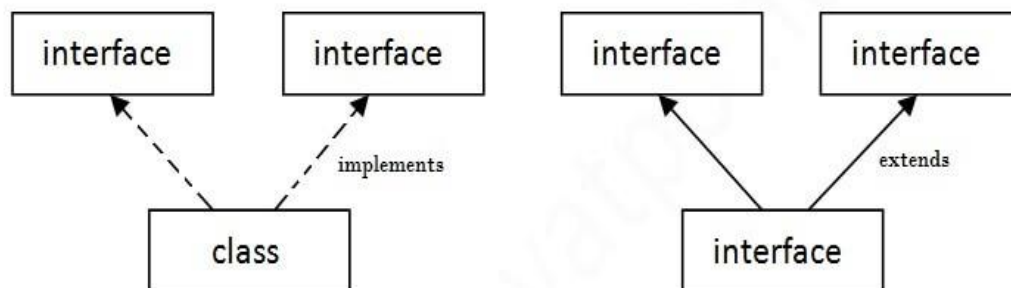 interface interface interface interface
implements extends
class interface